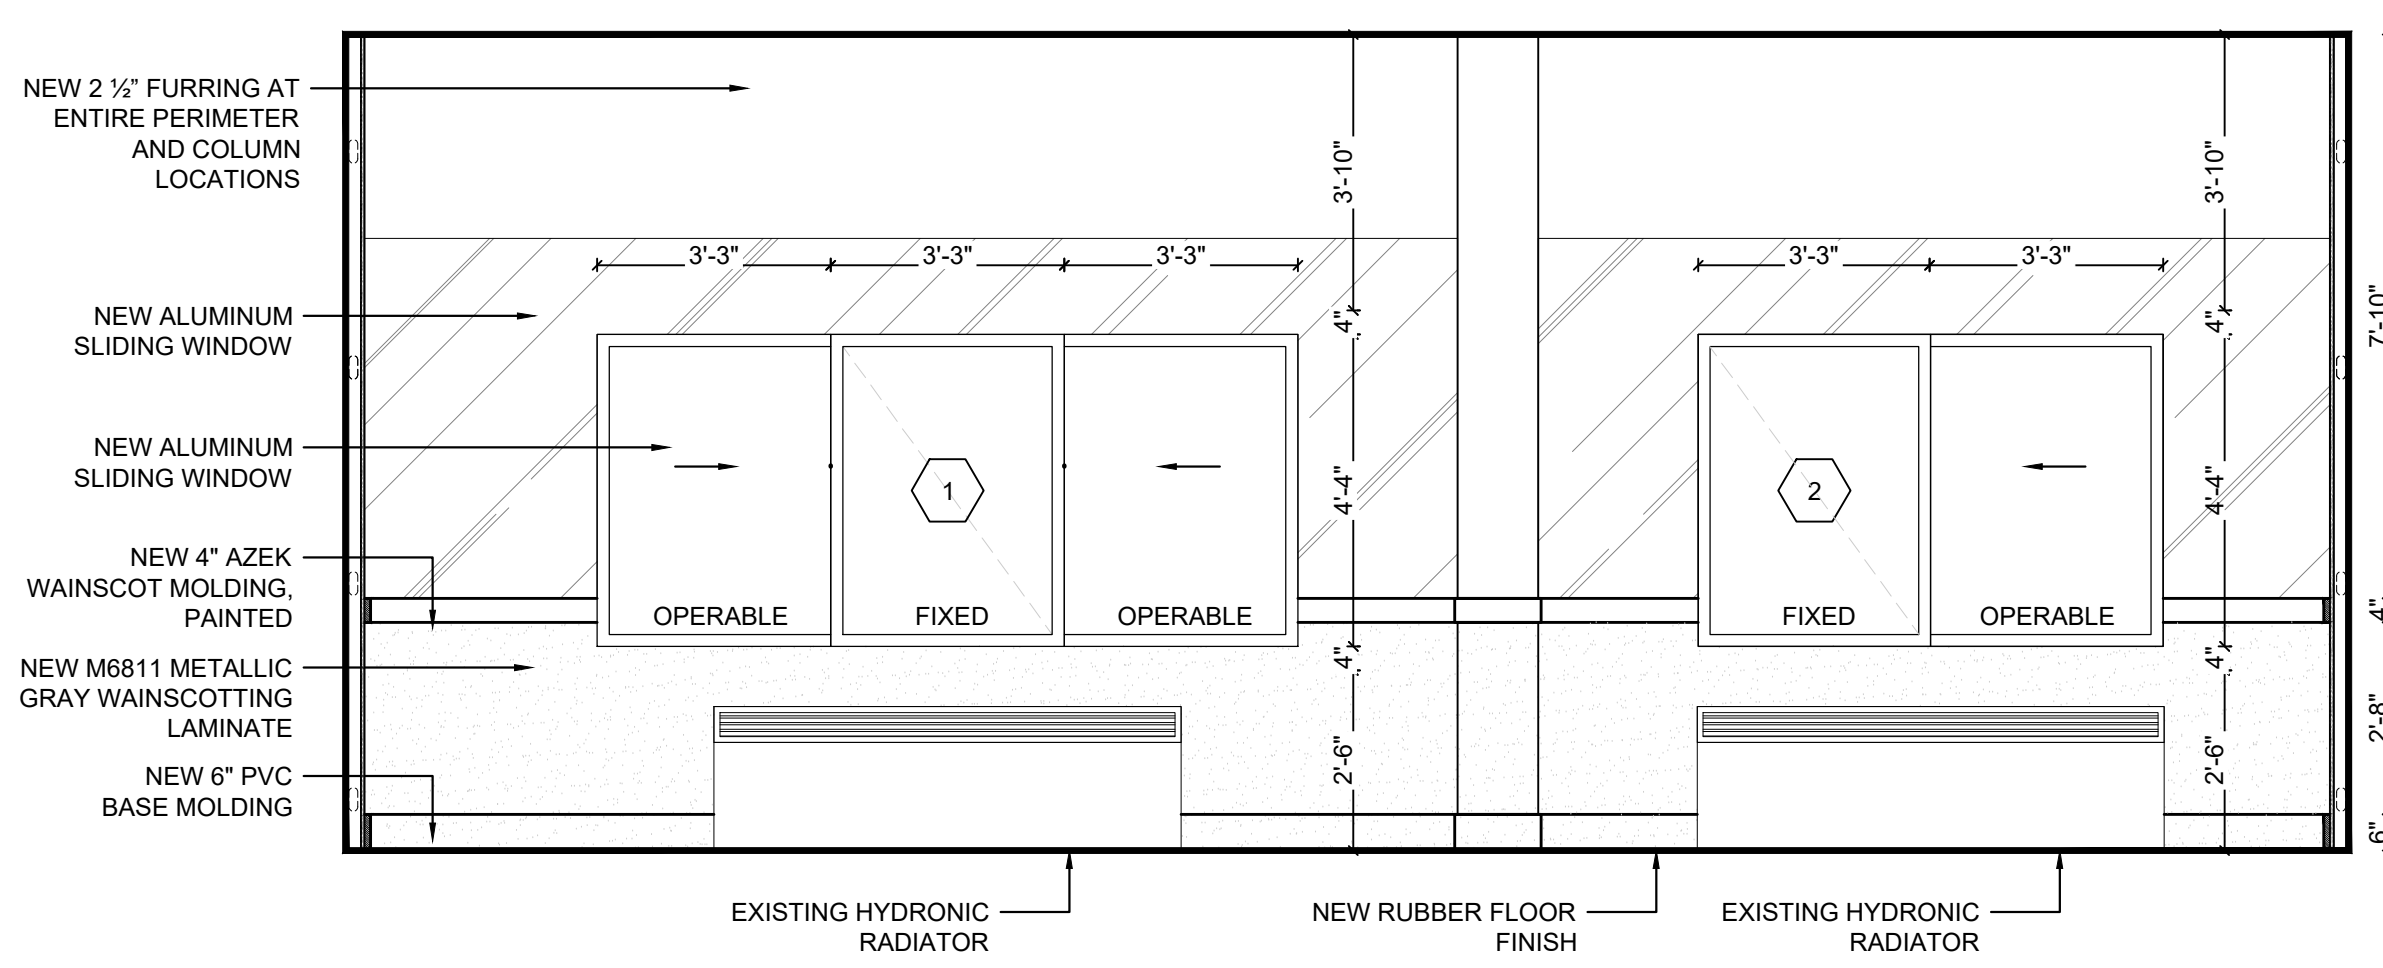 NEW 2 ½” FURRING AT
ENTIRE PERIMETER
AND COLUMN
LOCATIONS
3'-10"
3'-10"
3'-3"
3'-3"
3'-3"
3'-3"
3'-3"
NEW ALUMINUM
SLIDING WINDOW
4"
4"
7'-10"
NEW ALUMINUM
SLIDING WINDOW
1
4'-4"
2
4'-4"
NEW 4" AZEK
WAINSCOT MOLDING,
PAINTED
OPERABLE
FIXED
OPERABLE
FIXED
OPERABLE
4"
NEW M6811 METALLIC
GRAY WAINSCOTTING
LAMINATE
4"
4"
2'-8"
NEW 6" PVC
BASE MOLDING
2'-6"
2'-6"
6"
EXISTING HYDRONIC
RADIATOR
NEW RUBBER FLOOR
FINISH
EXISTING HYDRONIC
RADIATOR